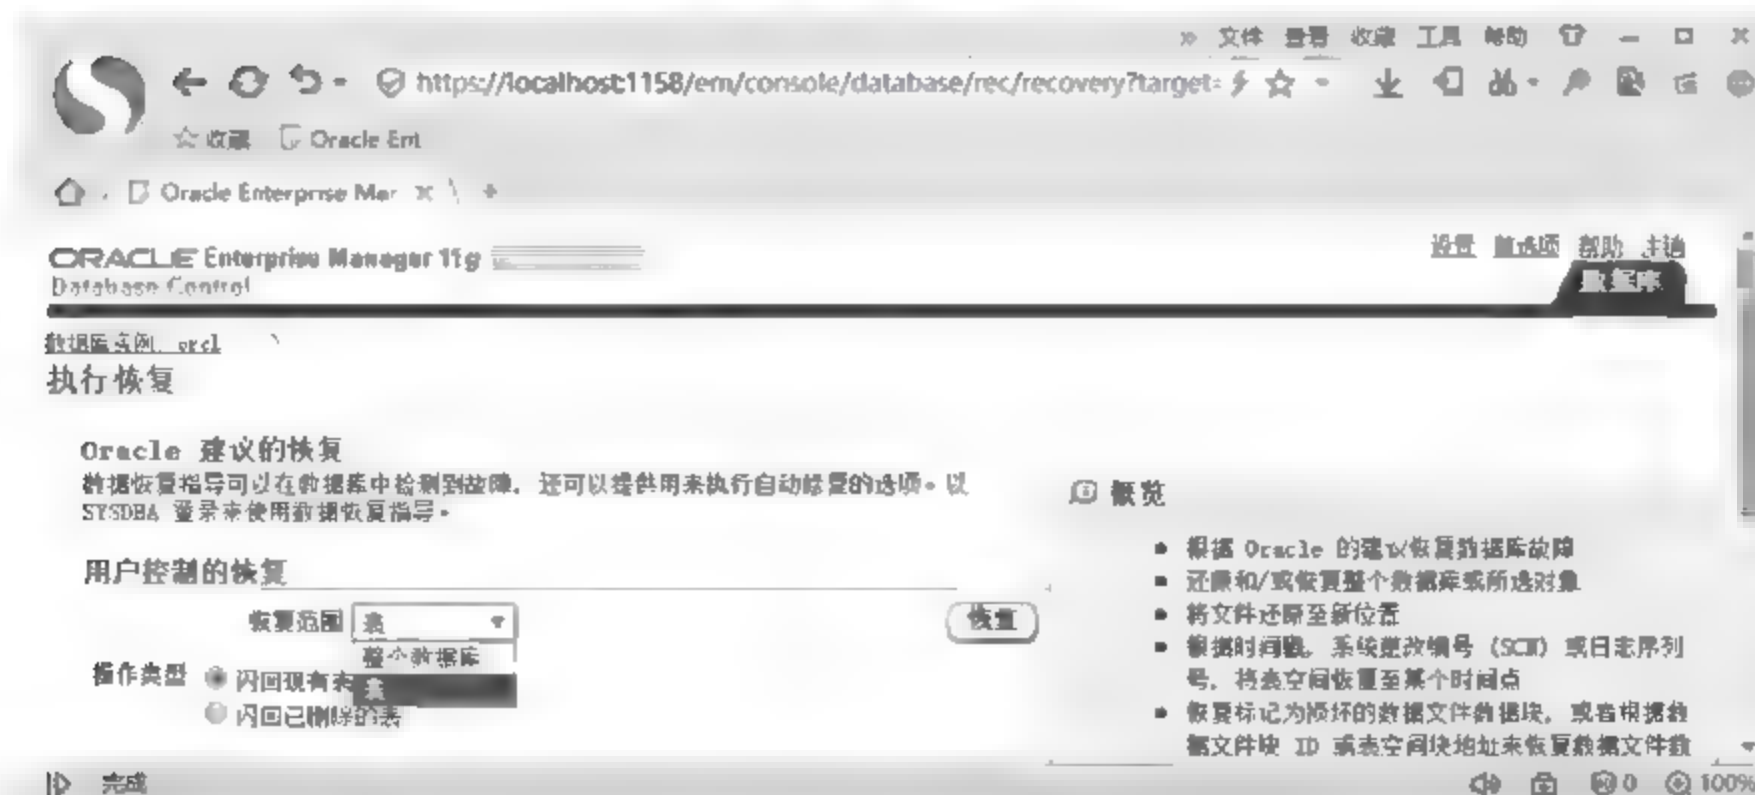 » 文件 查看 收藏 工具 帮助
https://localhost:1158/em/console/database/rec/recovery?target=
收藏 Oracle Ent
Oracle Enterprise Mar
ORACLE Enterprise Manager 11g
Database Control
设置 首选项 帮助 注销
数据库
数据库实例: orcl
执行恢复
Oracle 建议的恢复
数据恢复指导可以在数据库中检测到故障, 还可以提供用来执行自动修复的选项。以
SYSDBA 登录来使用数据恢复指导。
用户控制的恢复
恢复范围 表
恢复
整个数据库
表
操作类型 闪回现有表
闪回已删除的表
概览
根据 Oracle 的建议恢复数据库故障
还原和/或恢复整个数据库或所选对象
将文件还原至新位置
根据时间戳, 系统更改编号 (SCN) 或日志序列
号, 将表空间恢复至某个时间点
恢复标记为损坏的数据文件数据块, 或者根据数
据文件块 ID 或表空间块地址来恢复数据文件数
完成
0 100%